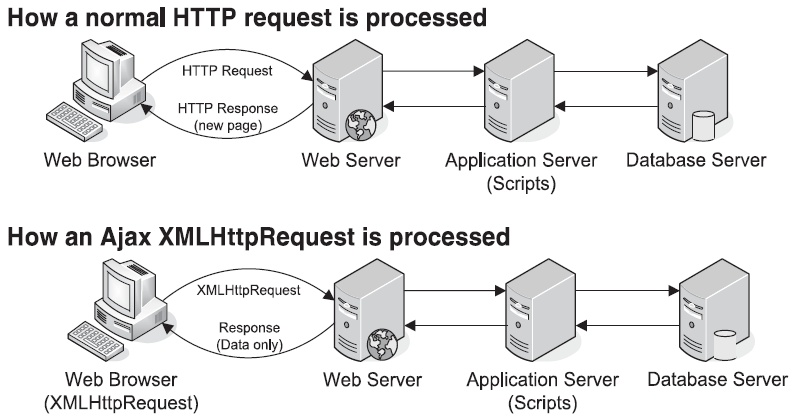 How a normal HTTP request is processed
HTTP Request
HTTP Response
(new page)
Web Browser
Web Server
Application Server
(Scripts)
Database Server
How an Ajax XMLHttpRequest is processed
XMLHttpRequest
Response
(Data only)
Web Browser
(XMLHttpRequest)
Web Server
Application Server
(Scripts)
Database Server